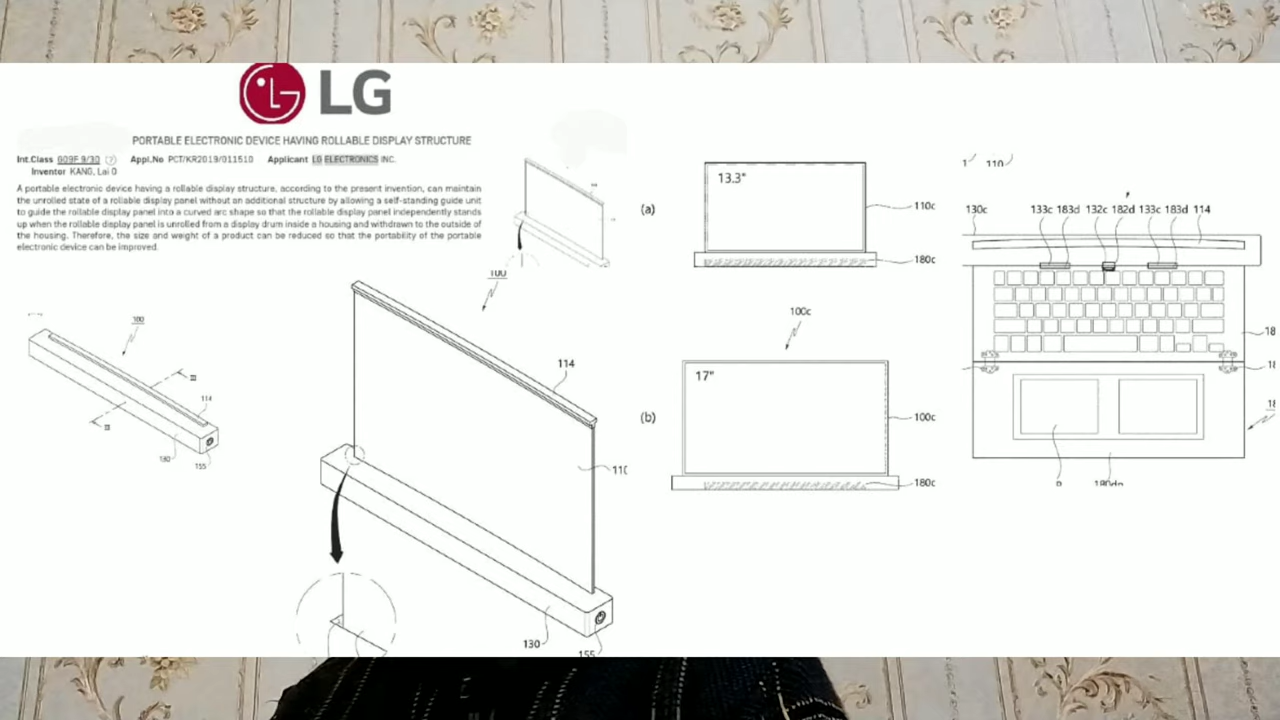 LG
PORTABLE ELECTRONIC DEVICE HAVING ROLLABLE DISPLAY STRUCTURE
Int.Class G09F 9/30 Appl.No PCT/KR2019/011510 Applicant LG ELECTRONICS INC.
Inventor KANG, Lai O
A portable electronic device having a rollable display structure, according to the present invention, can maintain
the unrolled state of a rollable display panel without an additional structure by allowing a self-standing guide unit
to guide the rollable display panel into a curved arc shape so that the rollable display panel independently stands
up when the rollable display panel is unrolled from a display drum inside a housing and withdrawn to the outside of
the housing. Therefore, the size and weight of a product can be reduced so that the portability of the portable
electronic device can be improved.
100
114
130
155
100
114
110
130
155
(a)
13.3"
110c
180c
100c
(b)
17"
100c
180c
110
130c 133c 183d 132c 182d 133c 183d 114
18
18
18